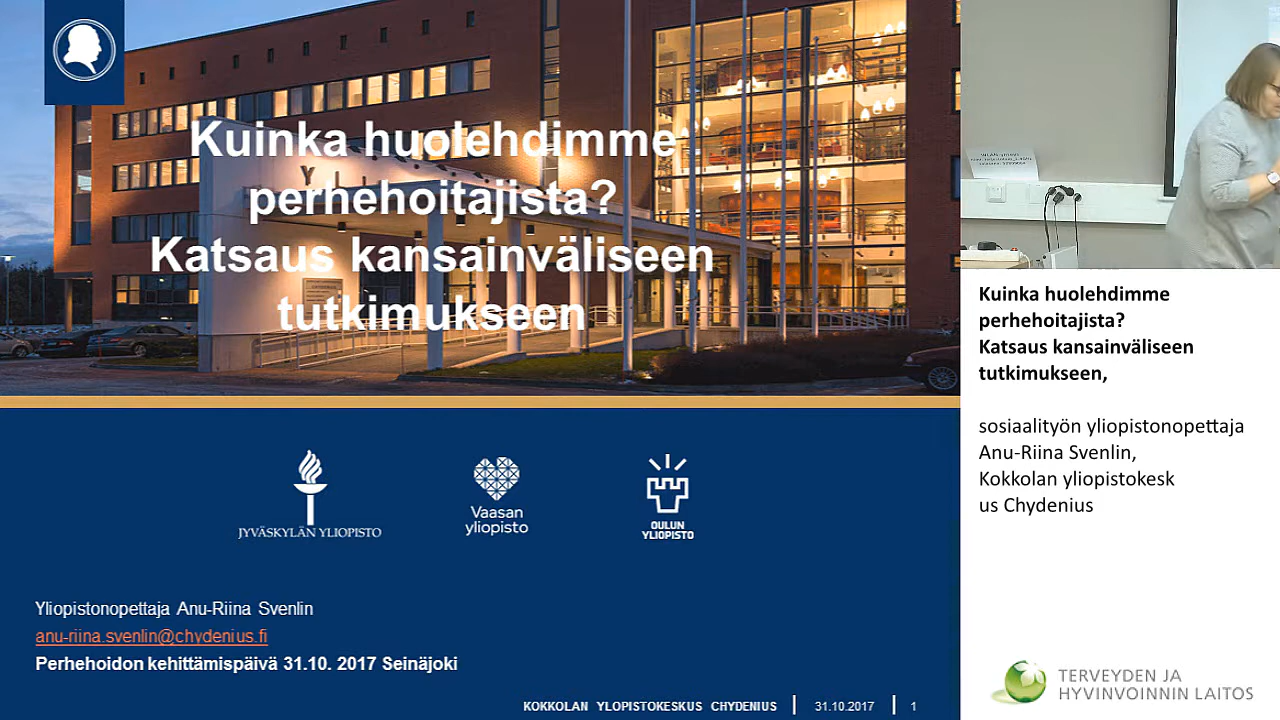 Kuinka huolehdimme
perhehoitajista?
Katsaus kansainväliseen
tutkimukseen
JYVÄSKYLÄN YLIOPISTO
Vaasan
yliopisto
OULUN
YLIOPISTO
Yliopistonopettaja Anu-Riina Svenlin
anu-riina.svenlin@chydenius.fi
Perhehoidon kehittämispäivä 31.10. 2017 Seinäjoki
KOKKOLAN YLOPISTOKESKUS CHYDENIUS
31.10.2017
1
Kuinka huolehdimme
perhehoitajista?
Katsaus kansainväliseen
tutkimukseen,
sosiaalityön yliopistonopettaja
Anu-Riina Svenlin,
Kokkolan yliopistokesk
us Chydenius
TERVEYDEN JA
HYVINVOINNIN LAITOS